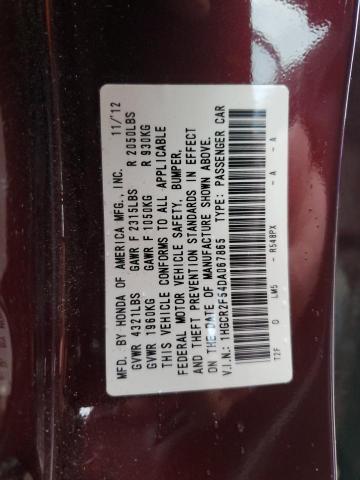 MFD. BY HONDA OF AMERICA MFG., INC. 11/'12
GVWR 4321LBS GAWR F 2315LBS R 2050LBS
GVWR 1960KG GAWR F 1050KG R 930KG
THIS VEHICLE CONFORMS TO ALL APPLICABLE
FEDERAL MOTOR VEHICLE SAFETY, BUMPER,
AND THEFT PREVENTION STANDARDS IN EFFECT
ON THE DATE OF MANUFACTURE SHOWN ABOVE.
V.I.N.: 1HGCR2F54DA067865 TYPE: PASSENGER CAR
T2F O LM5 - R548PX - A - A